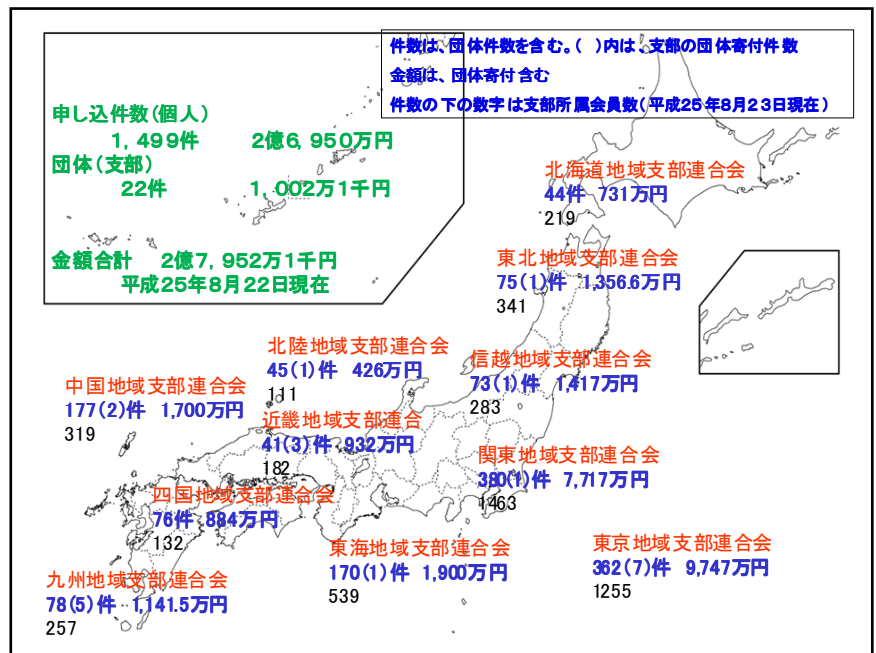 件数は、団体件数を含む。(　)内は、支部の団体寄付件数
金額は、団体寄付含む
件数の下の数字は支部所属会員数(平成25年8月23日現在)
申し込件数(個人)
1,499件　2億6,950万円
団体(支部)
22件　1,002万1千円
金額合計　2億7,952万1千円
平成25年8月22日現在
北海道地域支部連合会
44件　731万円
219
東北地域支部連合会
75(1)件　1,356.6万円
341
北陸地域支部連合会
45(1)件　426万円
111
信越地域支部連合会
73(1)件　1,417万円
283
中国地域支部連合会
177(2)件　1,700万円
319
近畿地域支部連合
41(3)件　932万円
182
関東地域支部連合会
380(1)件　7,717万円
1463
四国地域支部連合会
76件　884万円
132
東海地域支部連合会
170(1)件　1,900万円
539
東京地域支部連合会
362(7)件　9,747万円
1255
九州地域支部連合会
78(5)件　1,141.5万円
257